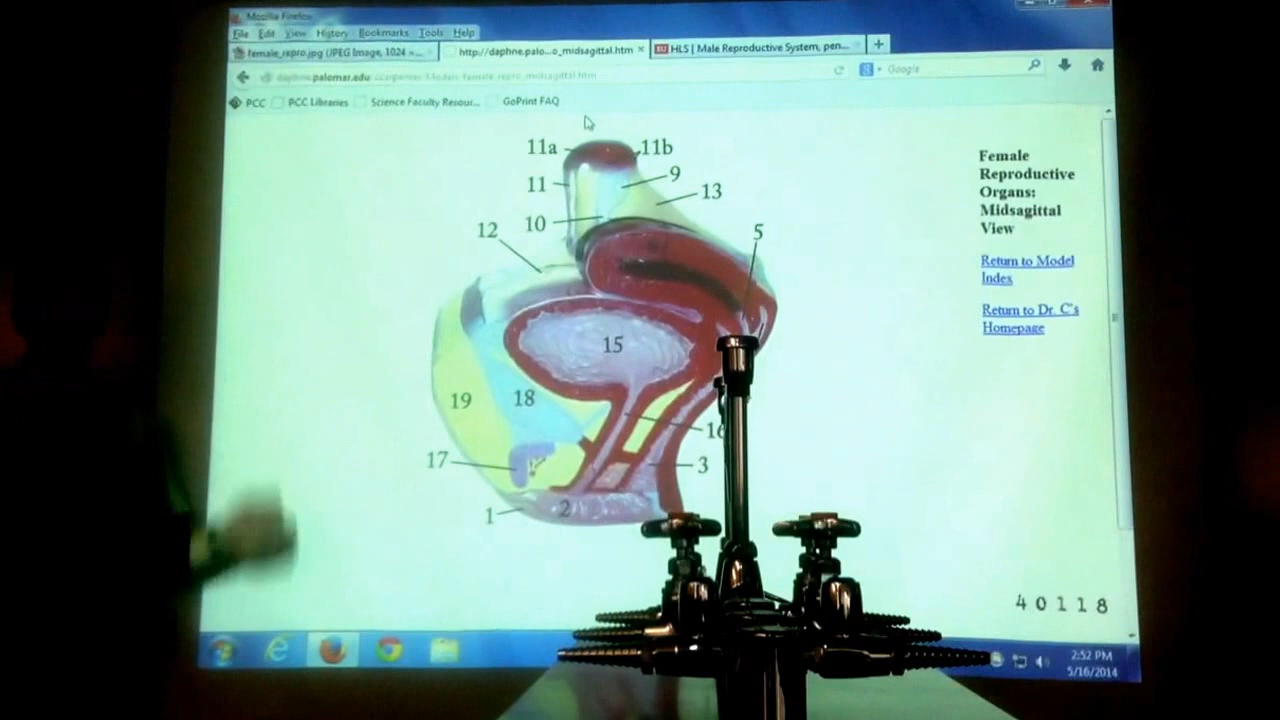 Mozilla Firefox
File Edit View History Bookmarks Tools Help
female_repro.jpg (JPEG Image, 1024 ×...
http://daphne.palo...o_midsagittal.htm ×
EU HLS | Male Reproductive System, pen... +
Google
PCC PCC Libraries Science Faculty Resour... GoPrint FAQ
11a 11b
9
11 13
10
12 5
15
19 18
16
17 3
1 2
Female
Reproductive
Organs:
Midsagittal
View
Return to Model
Index
Return to Dr. C's
Homepage
40118
2:52 PM
5/16/2014